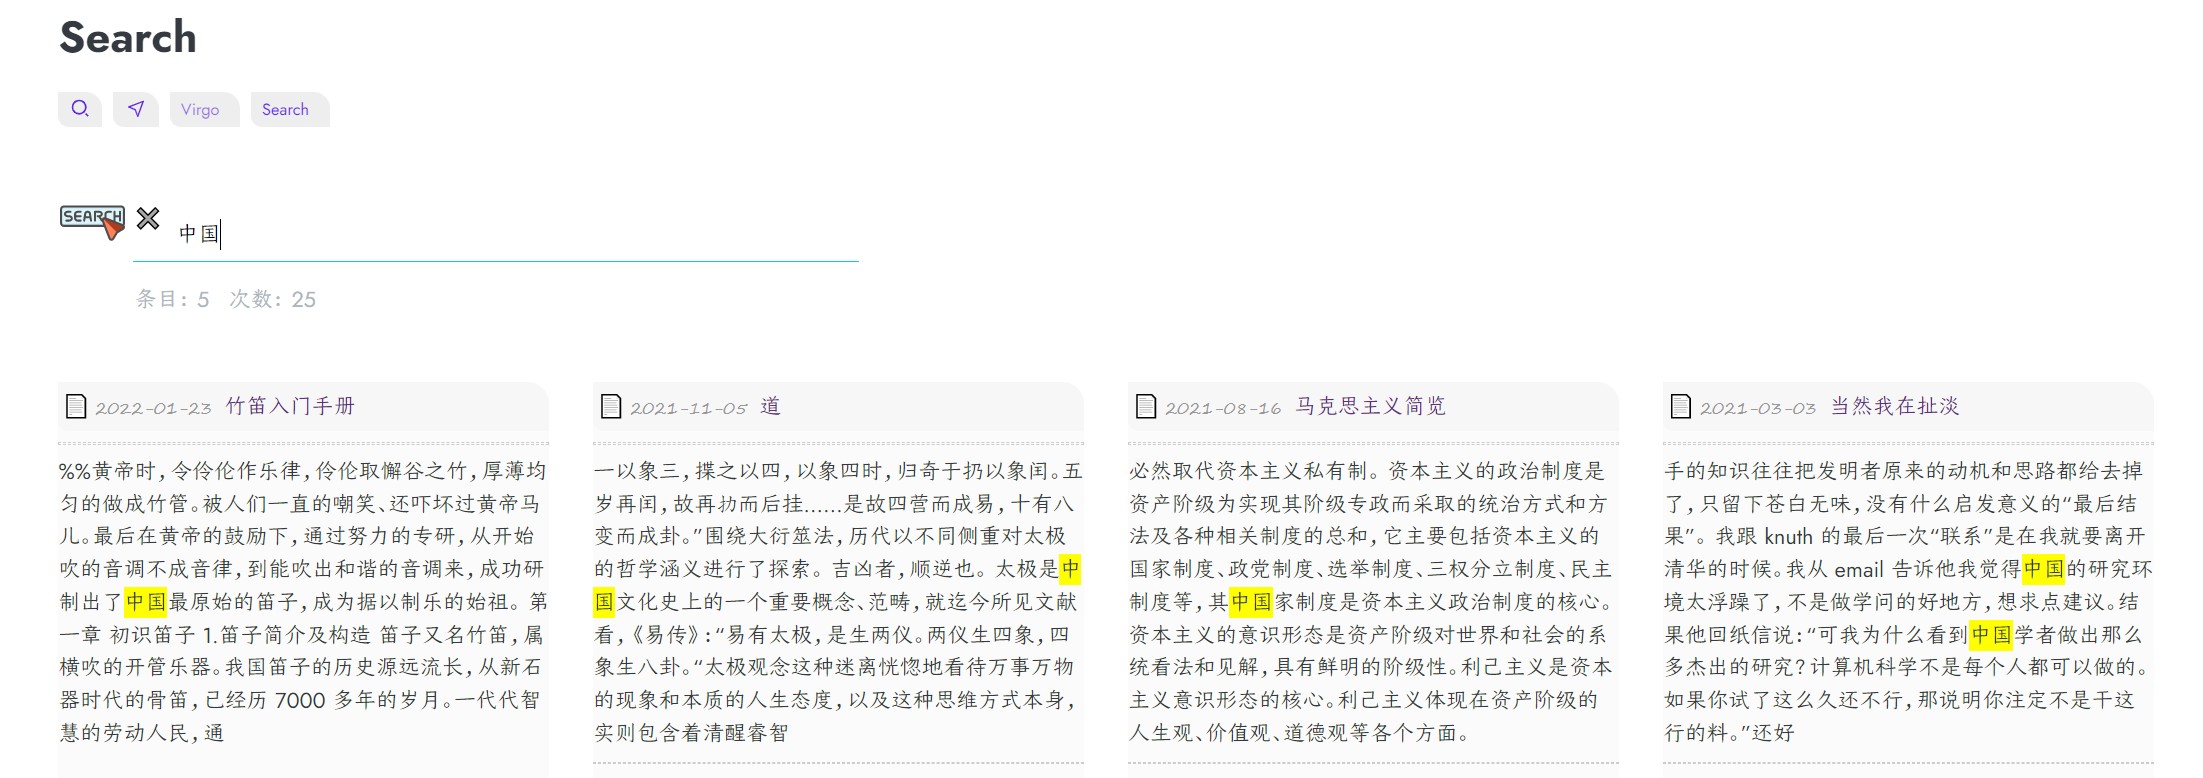 Search
Virgo
Search
SEARCH
中国
条目: 5 次数: 25
2022-01-23 竹笛入门手册
%%黄帝时,令伶伦作乐律,伶伦取懈谷之竹,厚薄均
匀的做成竹管。被人们一直的嘲笑、还吓坏过黄帝马
儿。最后在黄帝的鼓励下,通过努力的专研,从开始
吹的音调不成音律,到能吹出和谐的音调来,成功研
制出了中国最原始的笛子,成为据以制乐的始祖。第
一章 初识笛子 1.笛子简介及构造 笛子又名竹笛,属
横吹的开管乐器。我国笛子的历史源远流长,从新石
器时代的骨笛,已经历 7000 多年的岁月。一代代智
慧的劳动人民,通
2021-11-05 道
一以象三,揲之以四,以象四时,归奇于扐以象闰。五
岁再闰,故再扐而后挂……是故四营而成易,十有八
变而成卦。”围绕大衍筮法,历代以不同侧重对太极
的哲学涵义进行了探索。吉凶者,顺逆也。太极是中
国文化史上的一个重要概念、范畴,就迄今所见文献
看,《易传》:“易有太极,是生两仪。两仪生四象,四
象生八卦。“太极观念这种迷离恍惚地看待万事万物
的现象和本质的人生态度,以及这种思维方式本身,
实则包含着清醒睿智
2021-08-16 马克思主义简览
必然取代资本主义私有制。资本主义的政治制度是
资产阶级为实现其阶级专政而采取的统治方式和方
法及各种相关制度的总和,它主要包括资本主义的
国家制度、政党制度、选举制度、三权分立制度、民主
制度等,其中国家制度是资本主义政治制度的核心。
资本主义的意识形态是资产阶级对世界和社会的系
统看法和见解,具有鲜明的阶级性。利己主义是资本
主义意识形态的核心。利己主义体现在资产阶级的
人生观、价值观、道德观等各个方面。
2021-03-03 当然我在扯淡
手的知识往往把发明者原来的动机和思路都给去掉
了,只留下苍白无味,没有什么启发意义的“最后结
果”。我跟 knuth 的最后一次“联系”是在我就要离开
清华的时候。我从 email 告诉他我觉得中国的研究环
境太浮躁了,不是做学问的好地方,想求点建议。结
果他回纸信说:“可我为什么看到中国学者做出那么
多杰出的研究?计算机科学不是每个人都可以做的。
如果你试了这么久还不行,那说明你注定不是干这
行的料。”还好